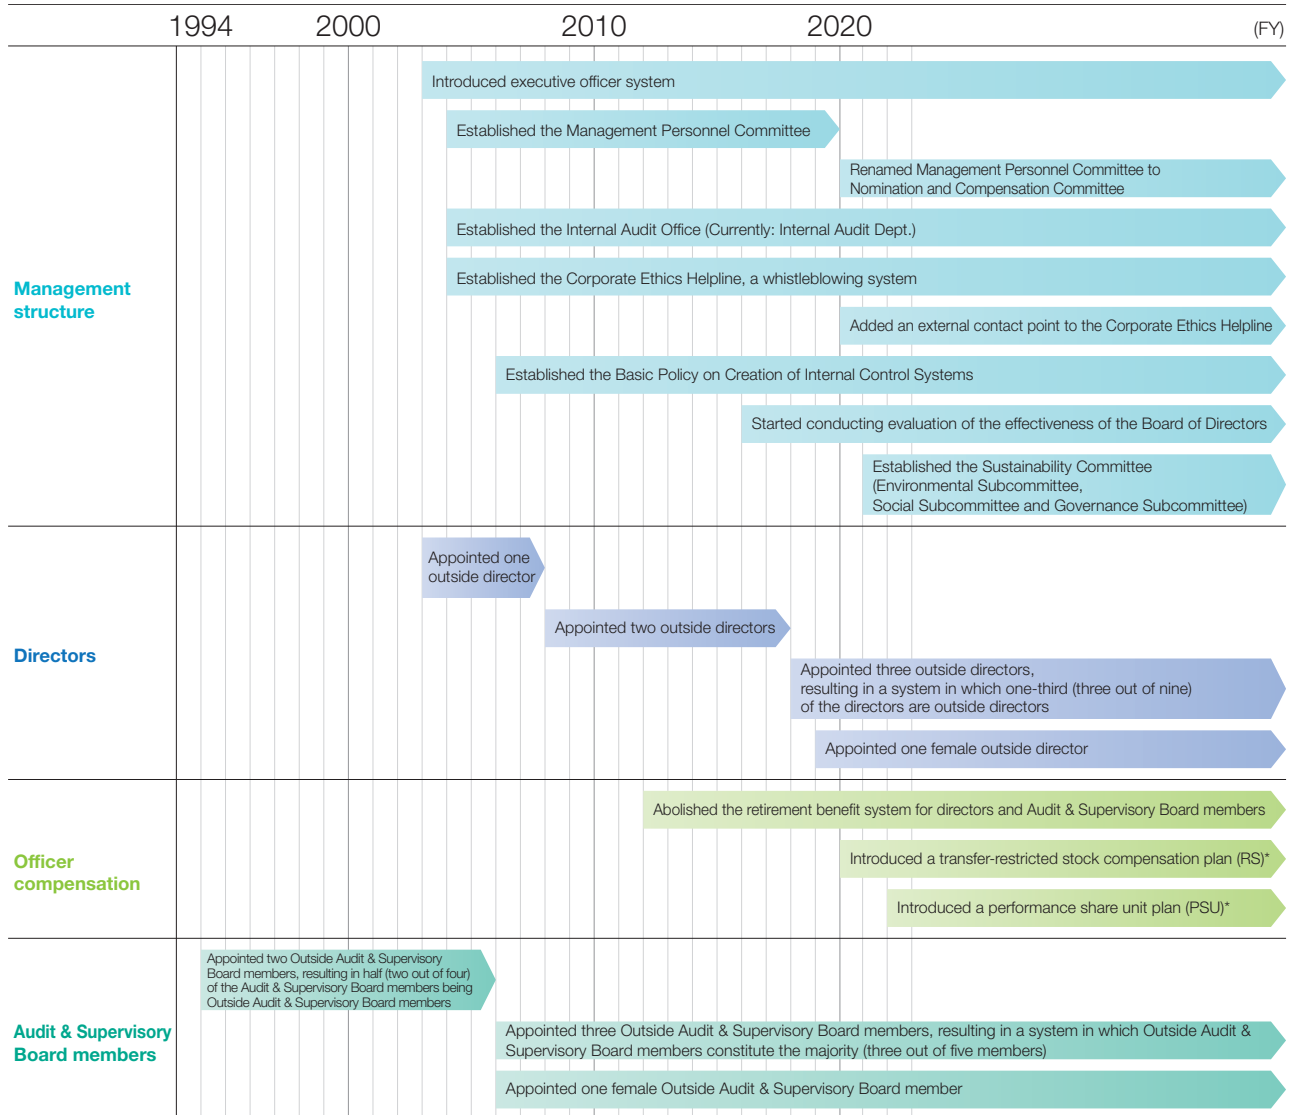 1994 2000 2010 2020 (FY)
Management
structure
Introduced executive officer system
Established the Management Personnel Committee
Renamed Management Personnel Committee to
Nomination and Compensation Committee
Established the Internal Audit Office (Currently: Internal Audit Dept.)
Established the Corporate Ethics Helpline, a whistleblowing system
Added an external contact point to the Corporate Ethics Helpline
Established the Basic Policy on Creation of Internal Control Systems
Started conducting evaluation of the effectiveness of the Board of Directors
Established the Sustainability Committee
(Environmental Subcommittee,
Social Subcommittee and Governance Subcommittee)
Directors
Appointed one
outside director
Appointed two outside directors
Appointed three outside directors,
resulting in a system in which one-third (three out of nine)
of the directors are outside directors
Appointed one female outside director
Officer
compensation
Abolished the retirement benefit system for directors and Audit & Supervisory Board members
Introduced a transfer-restricted stock compensation plan (RS)*
Introduced a performance share unit plan (PSU)*
Audit & Supervisory
Board members
Appointed two Outside Audit & Supervisory
Board members, resulting in half (two out of four)
of the Audit & Supervisory Board members being
Outside Audit & Supervisory Board members
Appointed three Outside Audit & Supervisory Board members, resulting in a system in which Outside Audit &
Supervisory Board members constitute the majority (three out of five members)
Appointed one female Outside Audit & Supervisory Board member